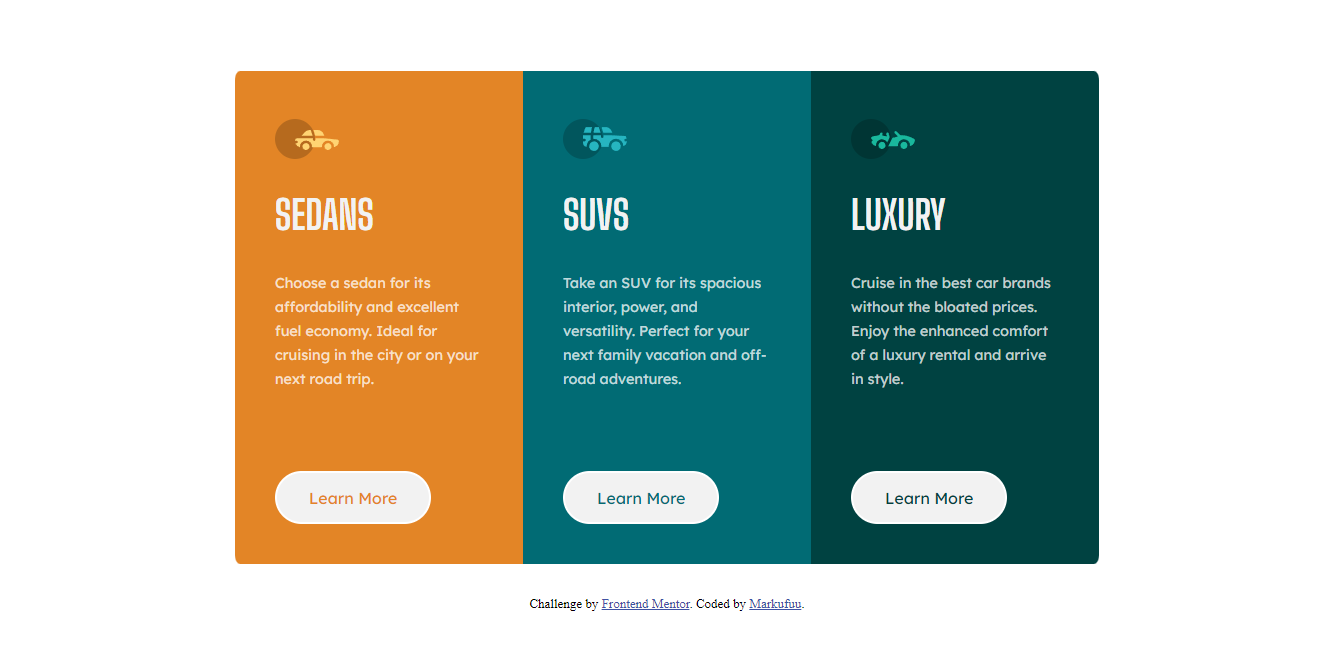 SEDANS
Choose a sedan for its
affordability and excellent
fuel economy. Ideal for
cruising in the city or on your
next road trip.
Learn More
SUVS
Take an SUV for its spacious
interior, power, and
versatility. Perfect for your
next family vacation and off-
road adventures.
Learn More
LUXURY
Cruise in the best car brands
without the bloated prices.
Enjoy the enhanced comfort
of a luxury rental and arrive
in style.
Learn More
Challenge by Frontend Mentor. Coded by Markufuu.